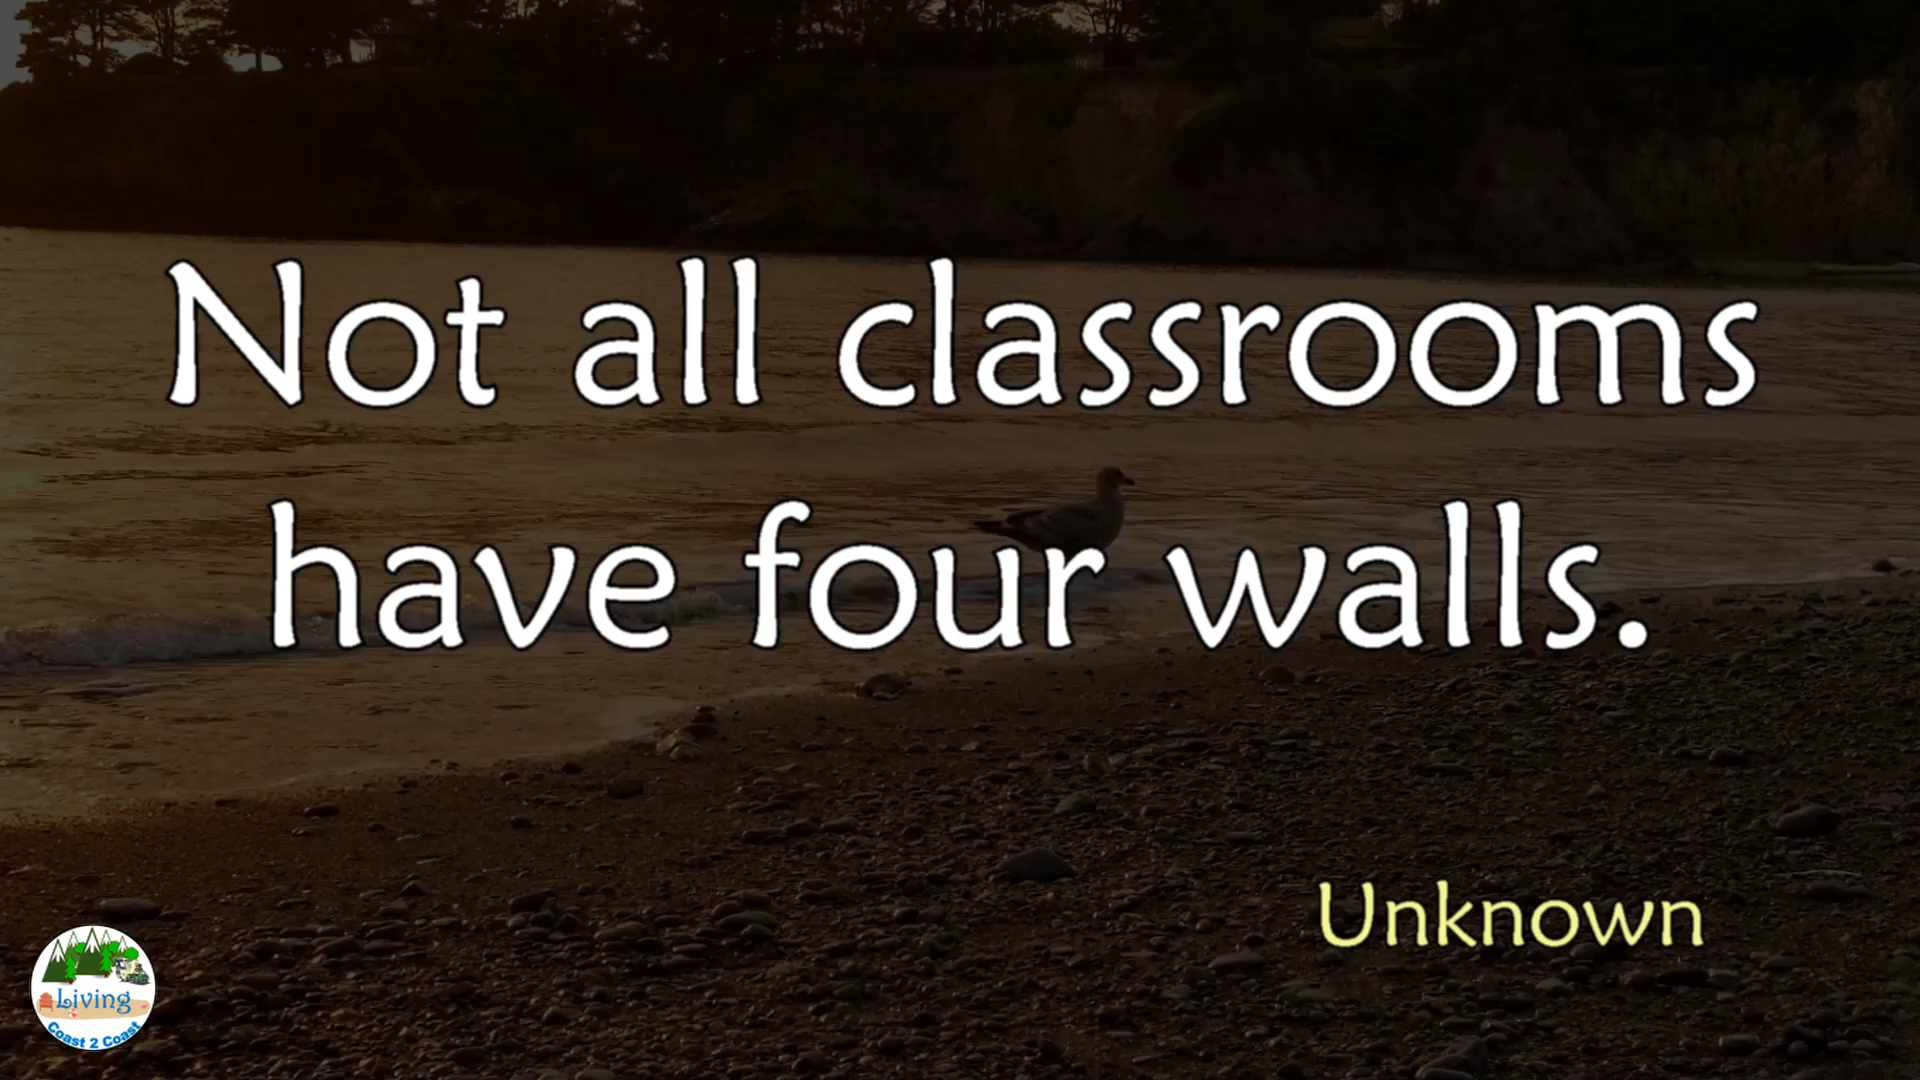 Not all classrooms
have four walls.
Unknown
Living
Coast 2 Coast